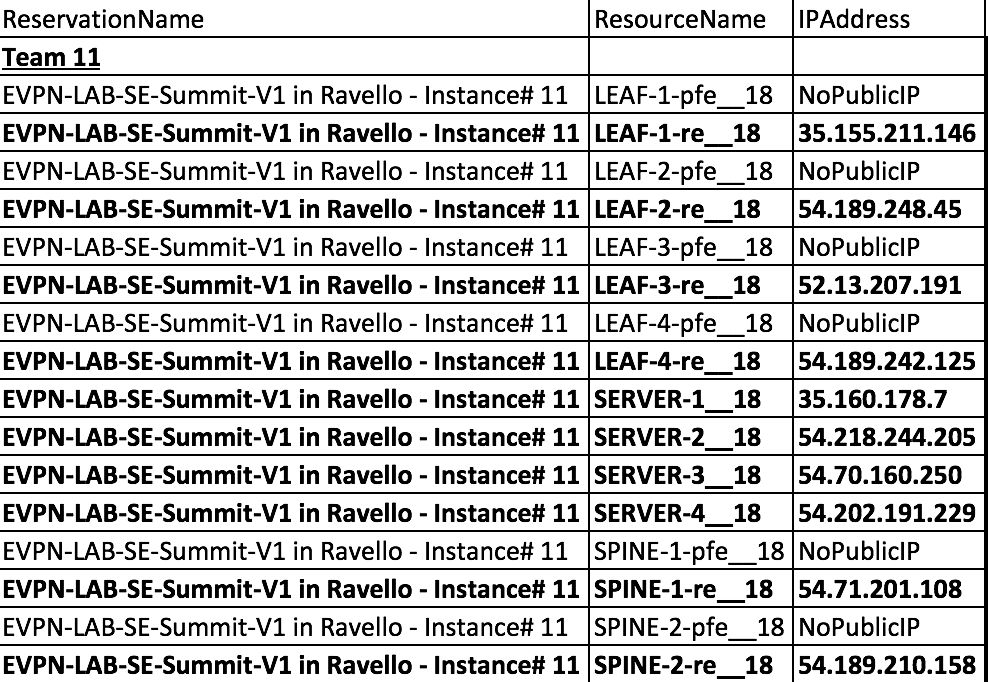 ReservationName ResourceName IPAddress
Team 11
EVPN-LAB-SE-Summit-V1 in Ravello - Instance# 11 LEAF-1-pfe__18 NoPublicIP
EVPN-LAB-SE-Summit-V1 in Ravello - Instance# 11 LEAF-1-re__18 35.155.211.146
EVPN-LAB-SE-Summit-V1 in Ravello - Instance# 11 LEAF-2-pfe__18 NoPublicIP
EVPN-LAB-SE-Summit-V1 in Ravello - Instance# 11 LEAF-2-re__18 54.189.248.45
EVPN-LAB-SE-Summit-V1 in Ravello - Instance# 11 LEAF-3-pfe__18 NoPublicIP
EVPN-LAB-SE-Summit-V1 in Ravello - Instance# 11 LEAF-3-re__18 52.13.207.191
EVPN-LAB-SE-Summit-V1 in Ravello - Instance# 11 LEAF-4-pfe__18 NoPublicIP
EVPN-LAB-SE-Summit-V1 in Ravello - Instance# 11 LEAF-4-re__18 54.189.242.125
EVPN-LAB-SE-Summit-V1 in Ravello - Instance# 11 SERVER-1__18 35.160.178.7
EVPN-LAB-SE-Summit-V1 in Ravello - Instance# 11 SERVER-2__18 54.218.244.205
EVPN-LAB-SE-Summit-V1 in Ravello - Instance# 11 SERVER-3__18 54.70.160.250
EVPN-LAB-SE-Summit-V1 in Ravello - Instance# 11 SERVER-4__18 54.202.191.229
EVPN-LAB-SE-Summit-V1 in Ravello - Instance# 11 SPINE-1-pfe__18 NoPublicIP
EVPN-LAB-SE-Summit-V1 in Ravello - Instance# 11 SPINE-1-re__18 54.71.201.108
EVPN-LAB-SE-Summit-V1 in Ravello - Instance# 11 SPINE-2-pfe__18 NoPublicIP
EVPN-LAB-SE-Summit-V1 in Ravello - Instance# 11 SPINE-2-re__18 54.189.210.158